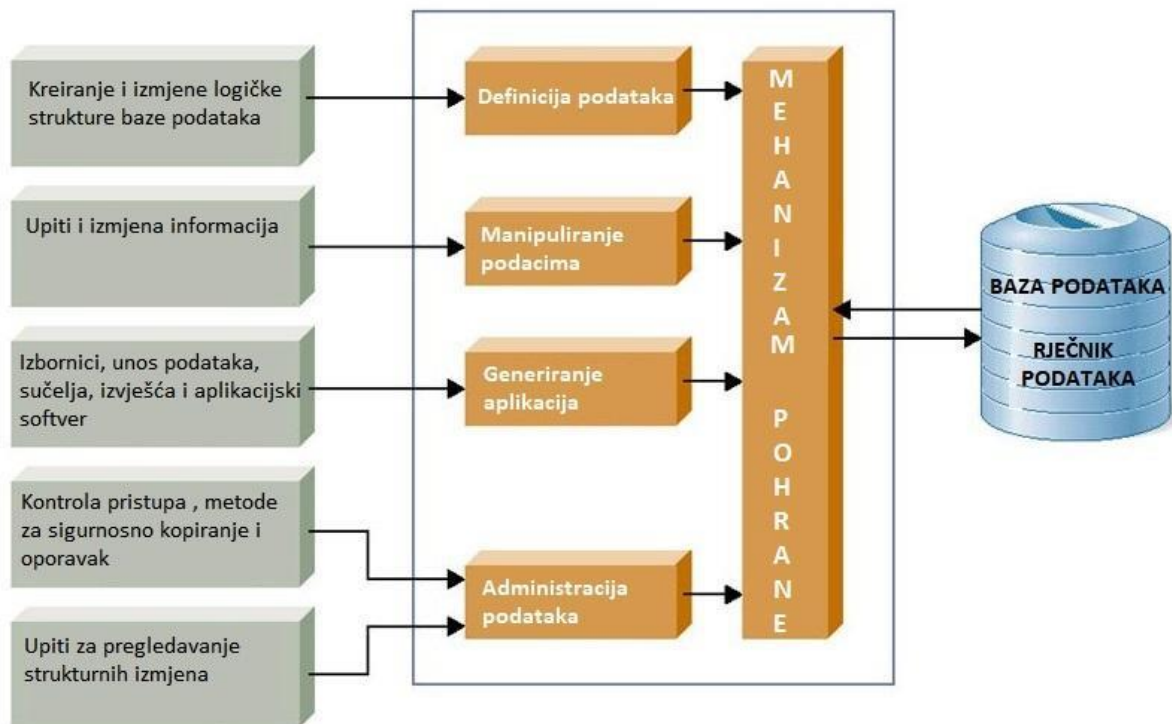 Kreiranje i izmjene logičke
strukture baze podataka
Upiti i izmjena informacija
Izbornici, unos podataka,
sučelja, izvješća i aplikacijski
softver
Kontrola pristupa , metode
za sigurnosno kopiranje i
oporavak
Upiti za pregledavanje
strukturnih izmjena
Definicija podataka
Manipuliranje
podacima
Generiranje
aplikacija
Administracija
podataka
MEHANIZAM POHRANE
BAZA PODATAKA
RJEČNIK
PODATAKA